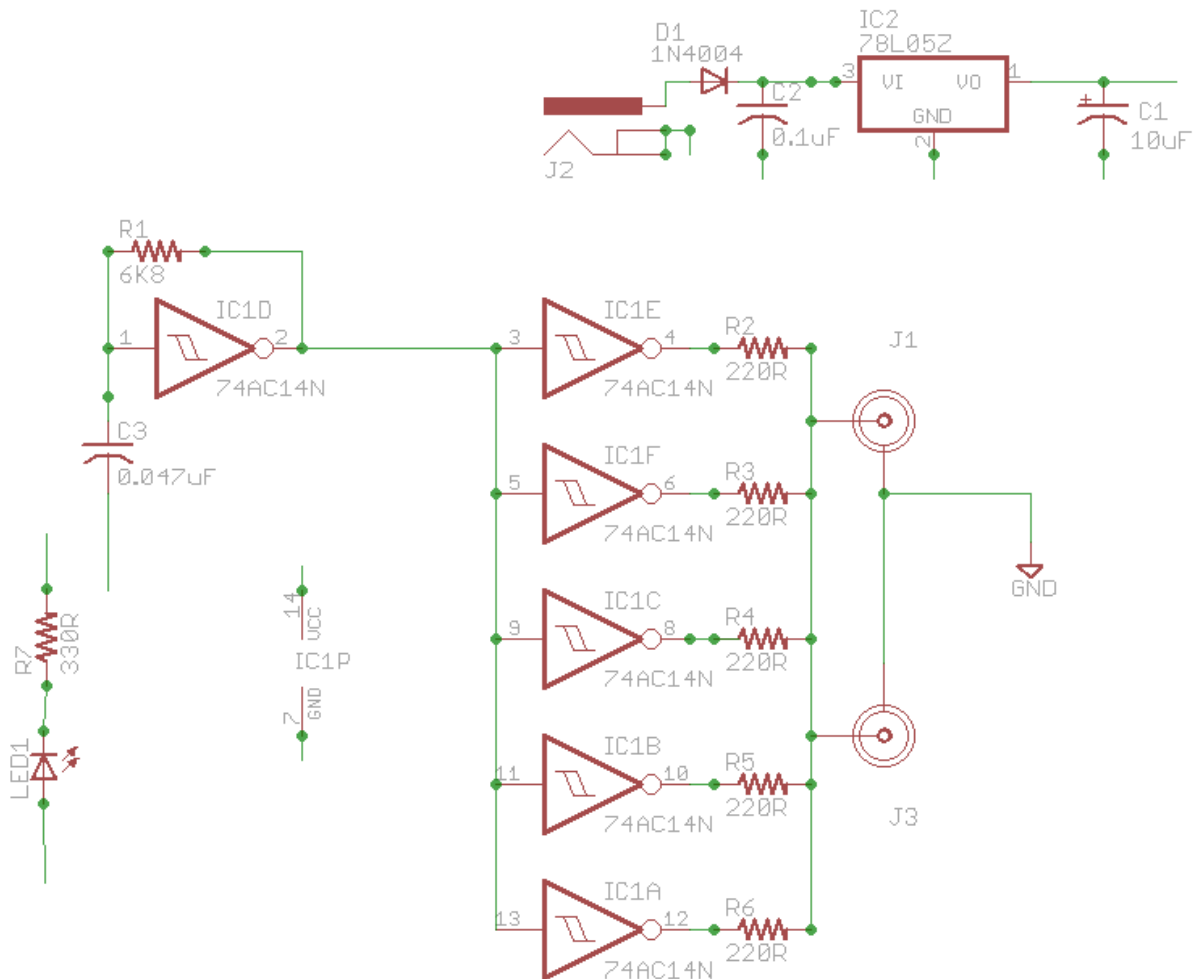 IC2
78L05Z
D1
1N4004
3
VI
VO
1
GND
2
C2
0.1uF
+
C1
10uF
J2
R1
6K8
IC1D
1
2
74AC14N
C3
0.047uF
IC1E
3
4
74AC14N
R2
220R
J1
IC1F
5
6
74AC14N
R3
220R
GND
R7
330R
14
VCC
IC1P
7
GND
IC1C
9
8
74AC14N
R4
220R
LED1
IC1B
11
10
74AC14N
R5
220R
J3
IC1A
13
12
74AC14N
R6
220R